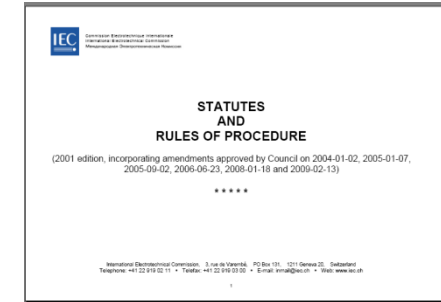 IEC
Commission Electrotechnique Internationale
International Electrotechnical Commission
Международная Электротехническая Комиссия
STATUTES
AND
RULES OF PROCEDURE
(2001 edition, incorporating amendments approved by Council on 2004-01-02, 2005-01-07,
2005-09-02, 2006-06-23, 2008-01-18 and 2009-02-13)
* * * * *
International Electrotechnical Commission, 3, rue de Varembé, PO Box 131, 1211 Geneva 20, Switzerland
Telephone: +41 22 919 02 11 • Telefax: +41 22 919 03 00 • E-mail: inmail@iec.ch • Web: www.iec.ch
1